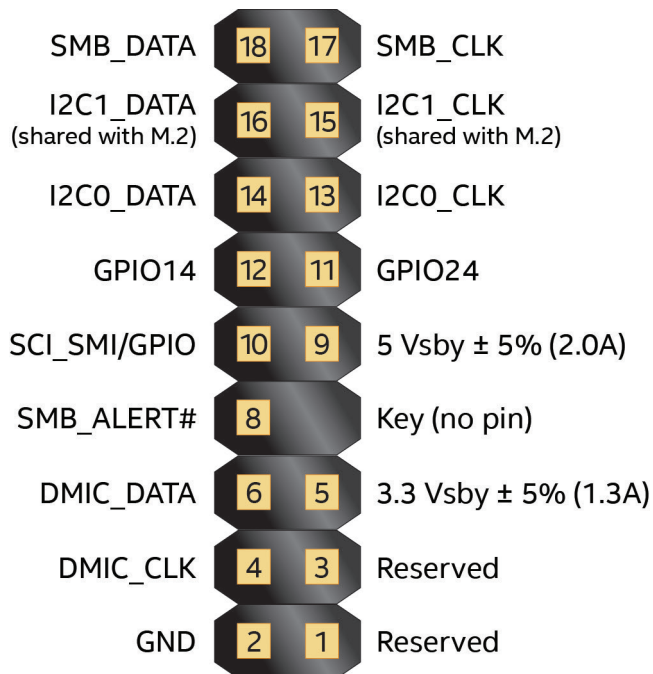 SMB_DATA 18 17 SMB_CLK
I2C1_DATA 16 15 I2C1_CLK
(shared with M.2) (shared with M.2)
I2C0_DATA 14 13 I2C0_CLK
GPIO14 12 11 GPIO24
SCI_SMI/GPIO 10 9 5 Vsby ± 5% (2.0A)
SMB_ALERT# 8 Key (no pin)
DMIC_DATA 6 5 3.3 Vsby ± 5% (1.3A)
DMIC_CLK 4 3 Reserved
GND 2 1 Reserved